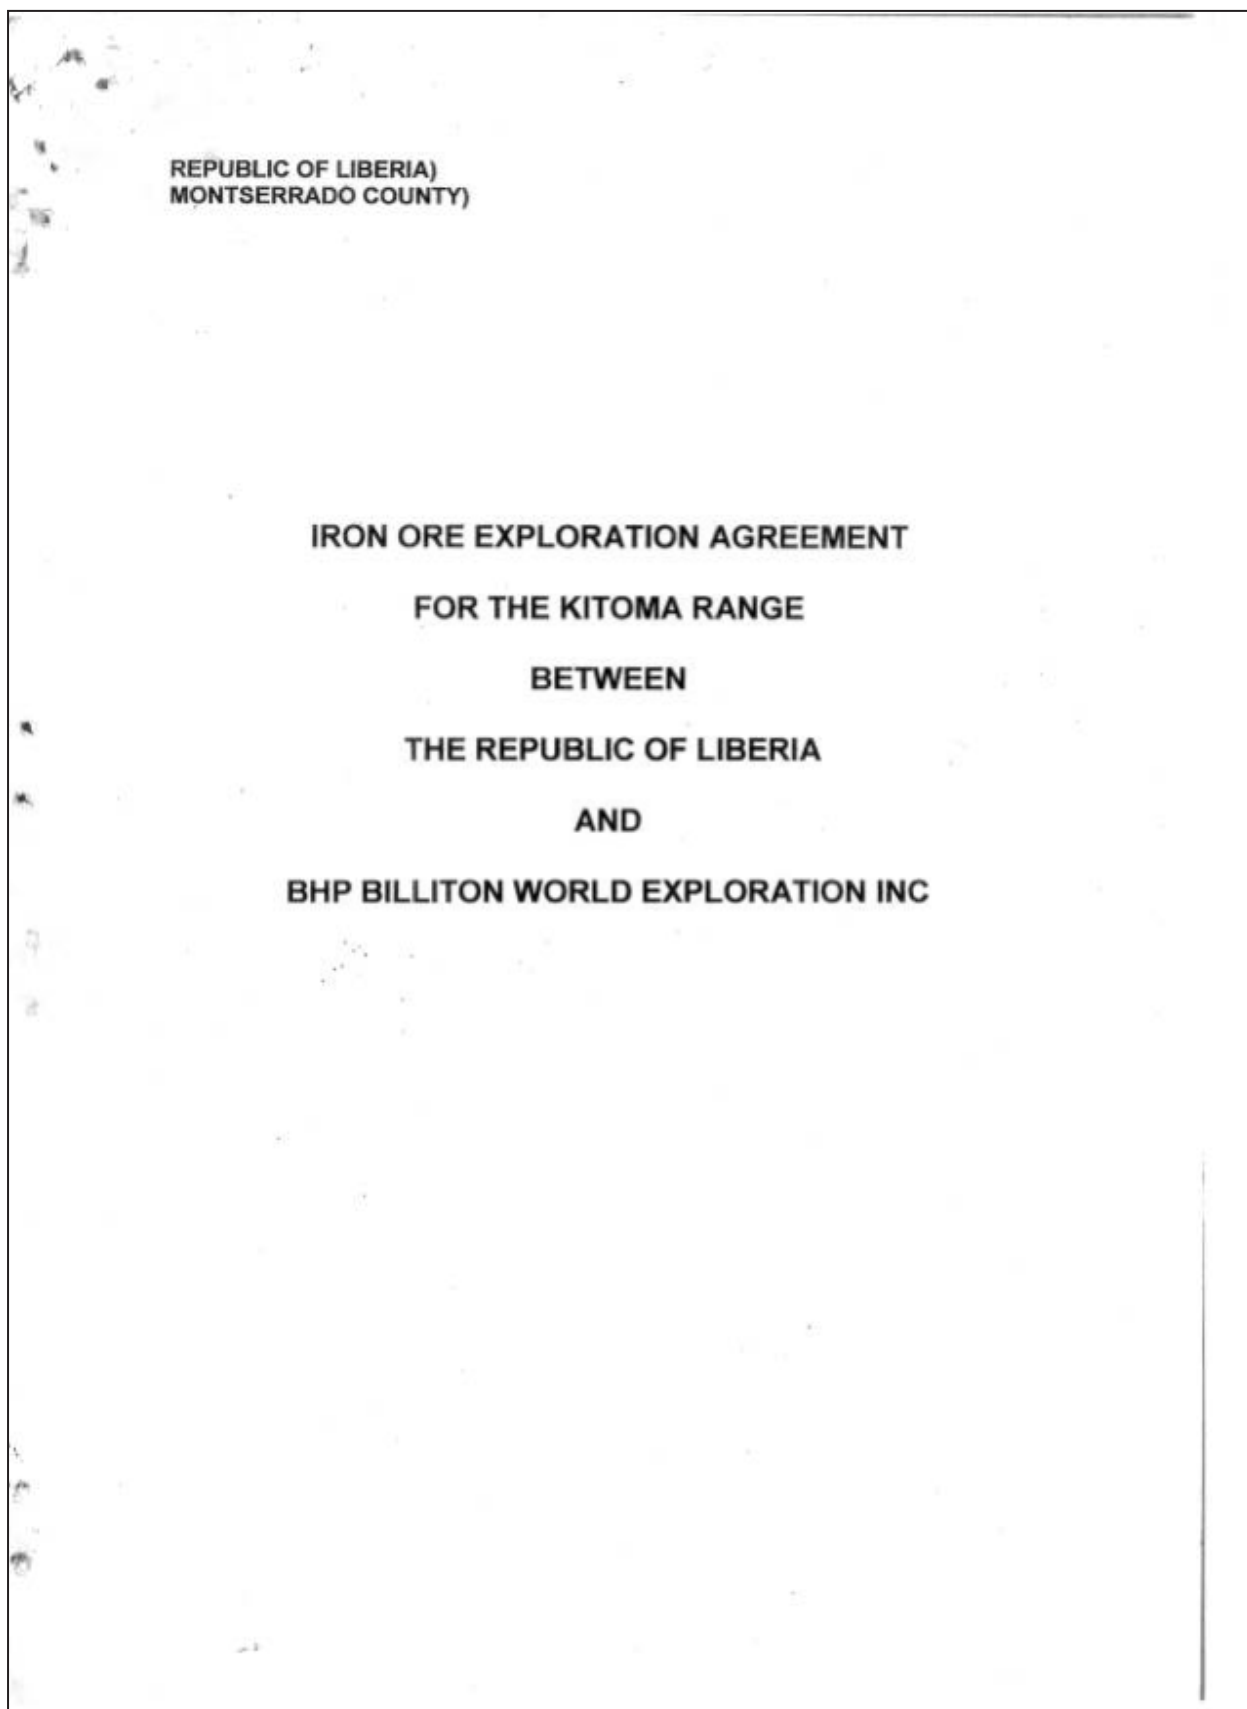 REPUBLIC OF LIBERIA)
MONTSERRADO COUNTY)
IRON ORE EXPLORATION AGREEMENT
FOR THE KITOMA RANGE
BETWEEN
THE REPUBLIC OF LIBERIA
AND
BHP BILLITON WORLD EXPLORATION INC